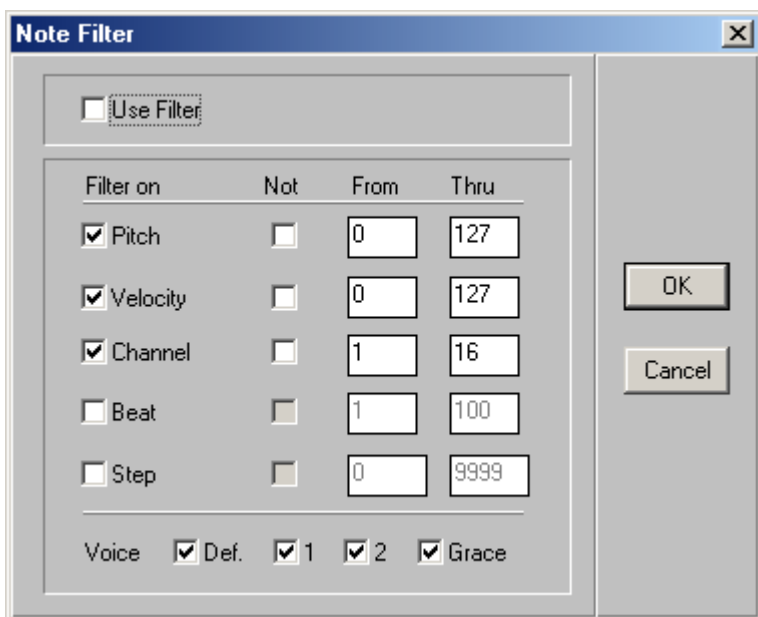 Note Filter
Use Filter
Filter on Not From Thru
Pitch 0 127
Velocity 0 127
Channel 1 16
Beat 1 100
Step 0 9999
Voice Def. 1 2 Grace
OK
Cancel